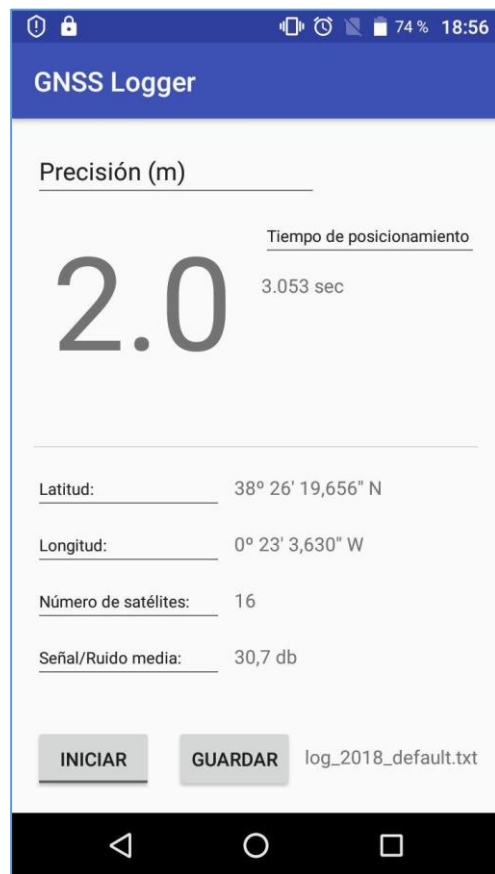 74 % 18:56
GNSS Logger
Precisión (m)
Tiempo de posicionamiento
2.0
3.053 sec
Latitud: 38º 26' 19,656" N
Longitud: 0º 23' 3,630" W
Número de satélites: 16
Señal/Ruido media: 30,7 db
INICIAR GUARDAR log_2018_default.txt